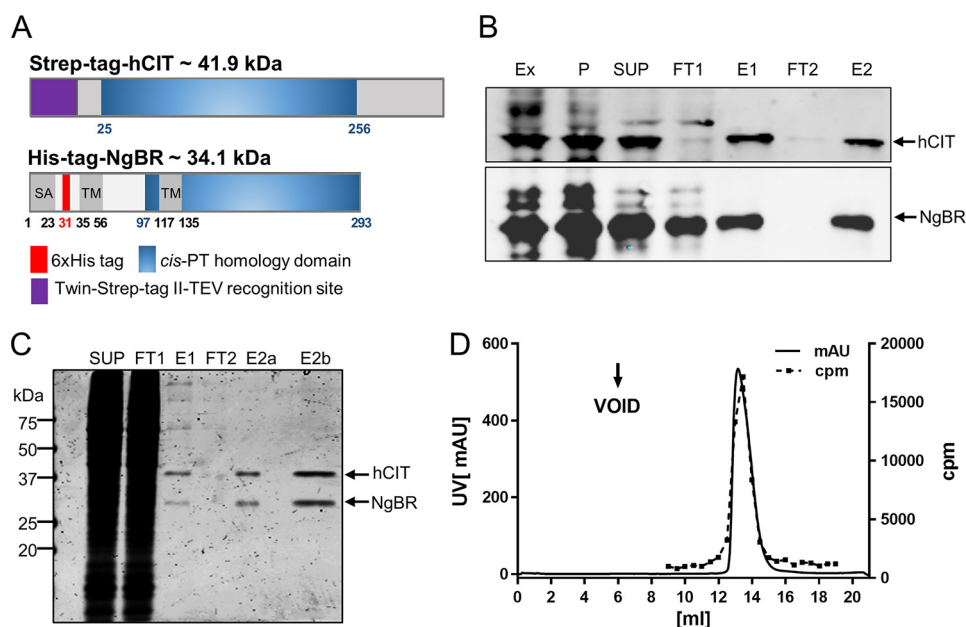 A
Strep-tag-hCIT ~ 41.9 kDa
25 256
His-tag-NgBR ~ 34.1 kDa
SA TM TM
1 23 31 35 56 97 117 135 293
6xHis tag cis-PT homology domain
Twin-Strep-tag II-TEV recognition site
B
Ex P SUP FT1 E1 FT2 E2
hCIT
NgBR
C
SUP FT1 E1 FT2 E2a E2b
kDa
75
50
37
25
20
hCIT
NgBR
D
600
400
200
0
UV[ mAU]
VOID
mAU
cpm
20000
15000
10000
5000
0
cpm
0 2 4 6 8 10 12 14 16 18 20
[ml]